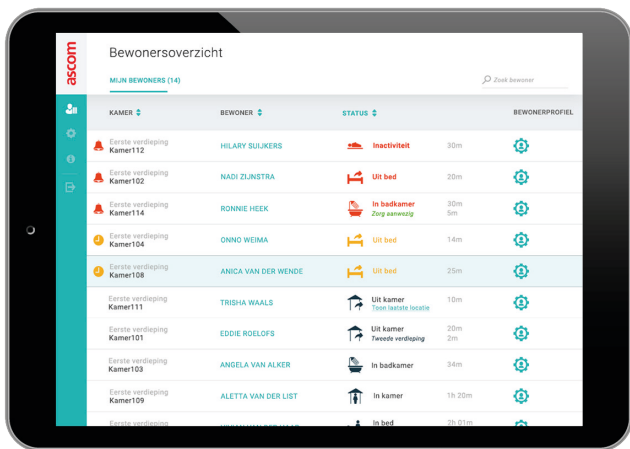 ascom
Bewonersoverzicht
MIJN BEWONERS (14)
Zoek bewoner
KAMER BEWONER STATUS BEWONERPROFIEL
Eerste verdieping
Kamer112 HILARY SUIJKERS Inactiviteit 30m
Eerste verdieping
Kamer102 NADI ZIJNSTRA Uit bed 20m
Eerste verdieping In badkamer 30m
Kamer114 RONNIE HEEK Zorg aanwezig 5m
Eerste verdieping
Kamer104 ONNO WEIMA Uit bed 14m
Eerste verdieping
Kamer108 ANICA VAN DER WENDE Uit bed 25m
Eerste verdieping Uit kamer 10m
Kamer111 TRISHA WAALS Toon laatste locatie
Eerste verdieping Uit kamer 20m
Kamer101 EDDIE ROELOFS Tweede verdieping 2m
Eerste verdieping
Kamer103 ANGELA VAN ALKER In badkamer 34m
Eerste verdieping
Kamer109 ALETTA VAN DER LIST In kamer 1h 20m
Eerste verdieping In bed 2h 01m